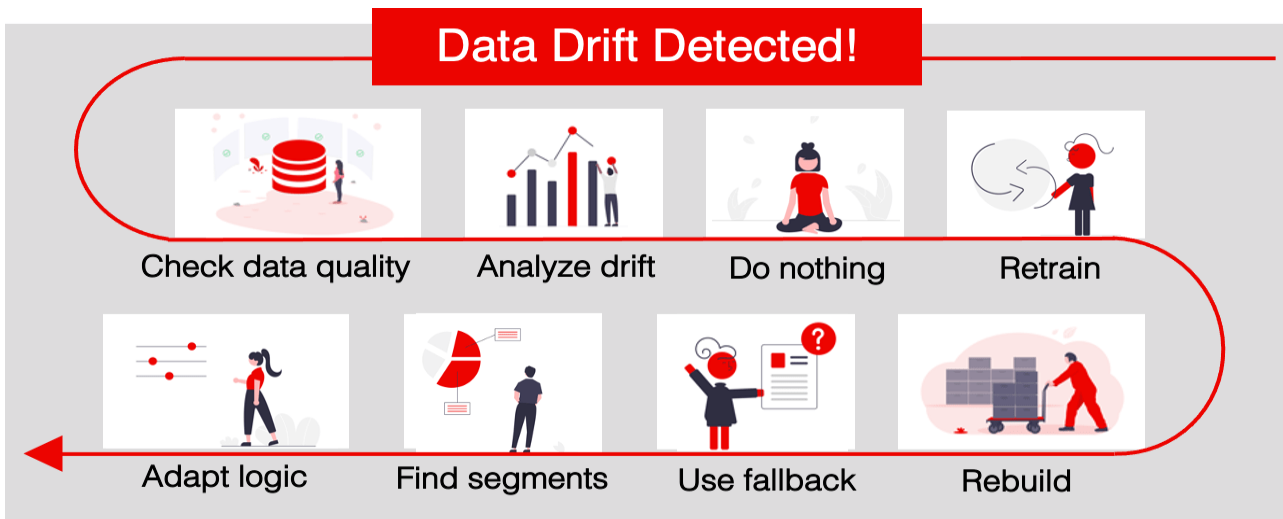 Data Drift Detected!
Check data quality
Analyze drift
Do nothing
Retrain
?
Adapt logic
Find segments
Use fallback
Rebuild